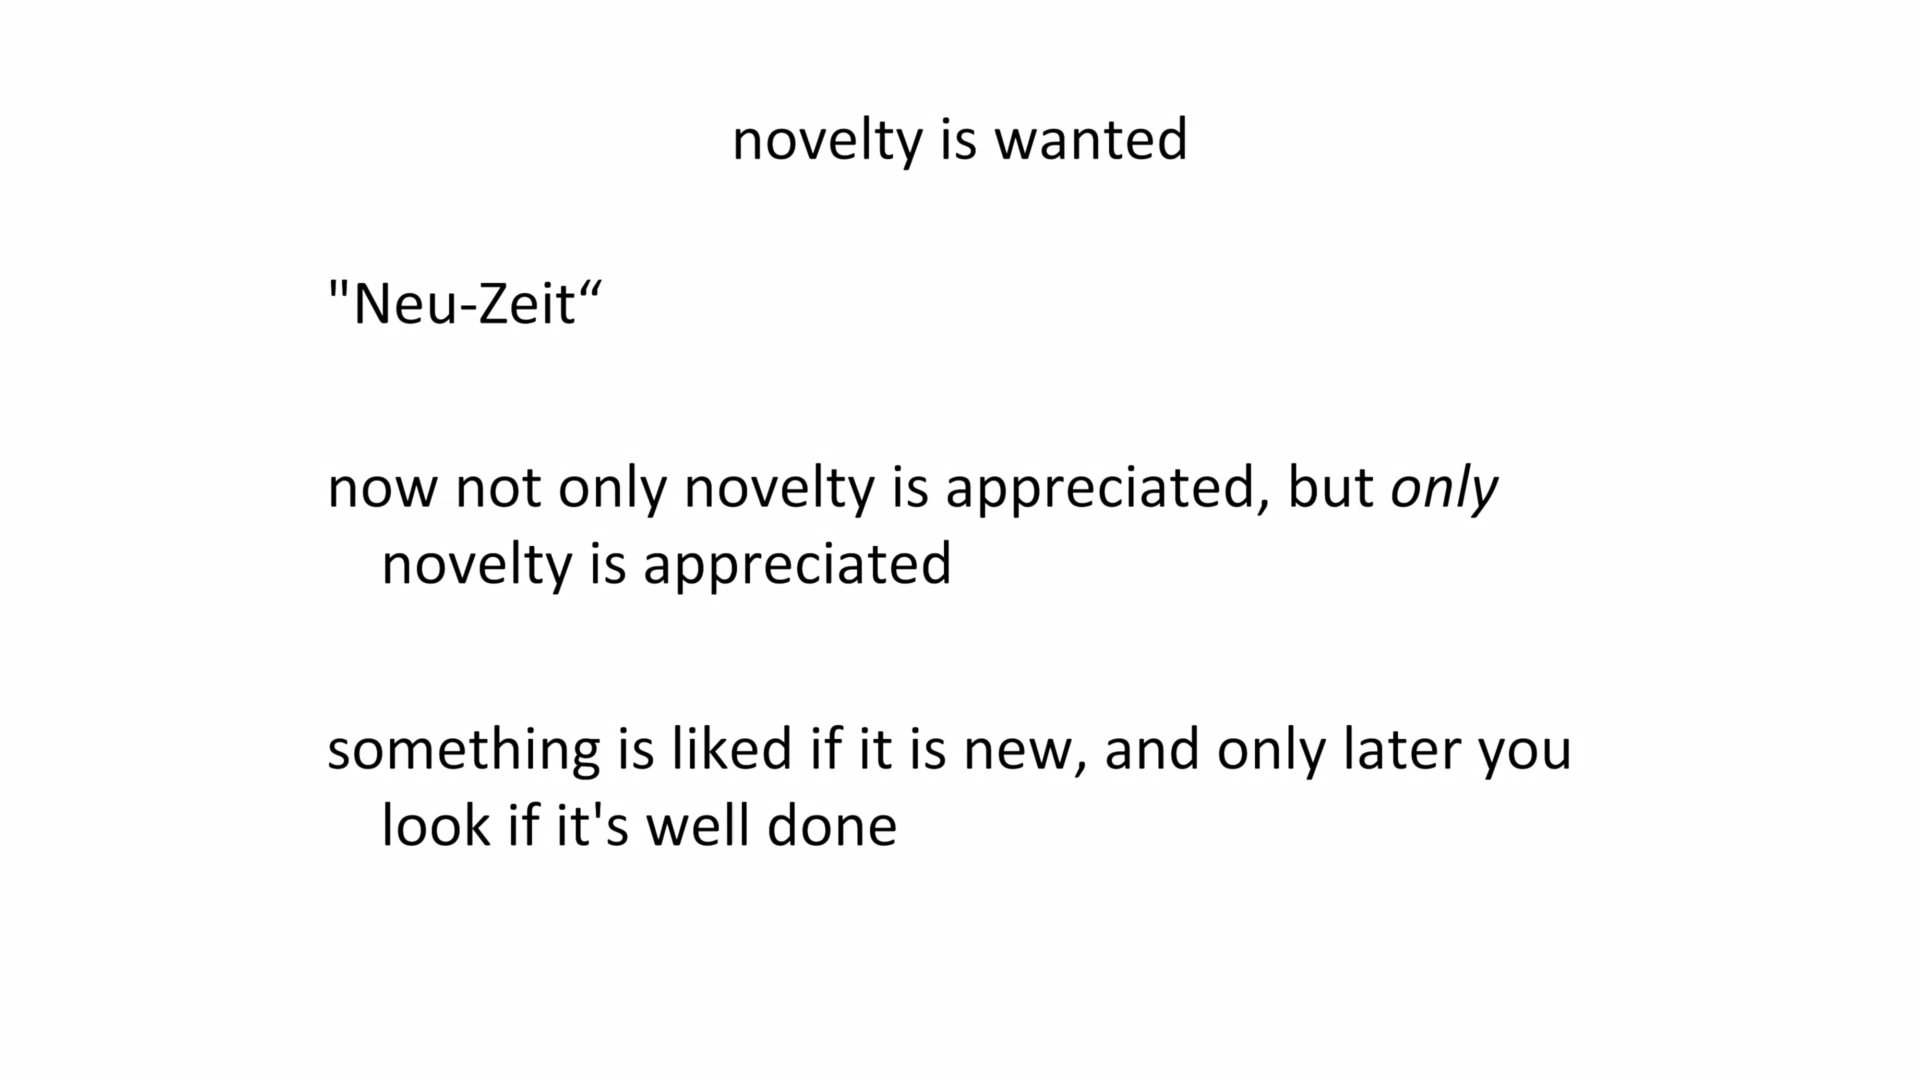 novelty is wanted
"Neu-Zeit“
now not only novelty is appreciated, but only
novelty is appreciated
something is liked if it is new, and only later you
look if it's well done